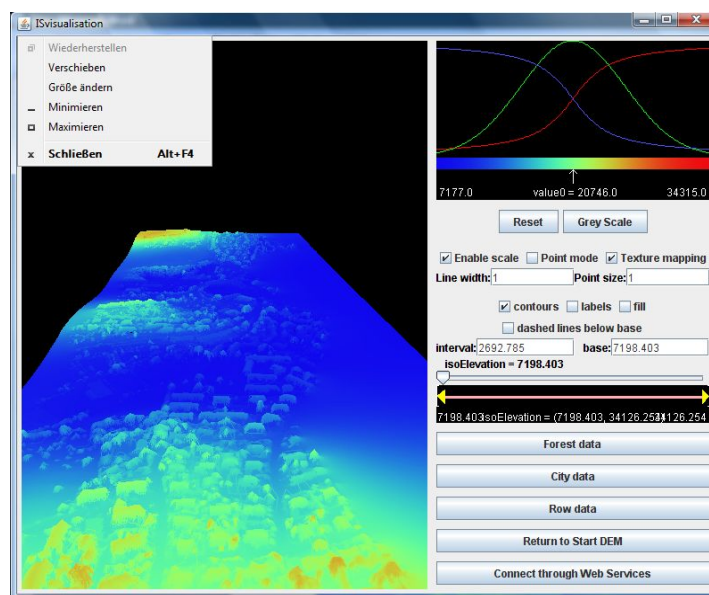 ISvisualisation
Wiederherstellen
Verschieben
Größe ändern
Minimieren
Maximieren
Schließen Alt+F4
7177.0 value0 = 20746.0 34315.0
Reset Grey Scale
Enable scale Point mode Texture mapping
Line width: 1 Point size: 1
contours labels fill
dashed lines below base
interval: 2692.785 base: 7198.403
isoElevation = 7198.403
7198.403 isoElevation = (7198.403, 34126.254) 34126.254
Forest data
City data
Row data
Return to Start DEM
Connect through Web Services